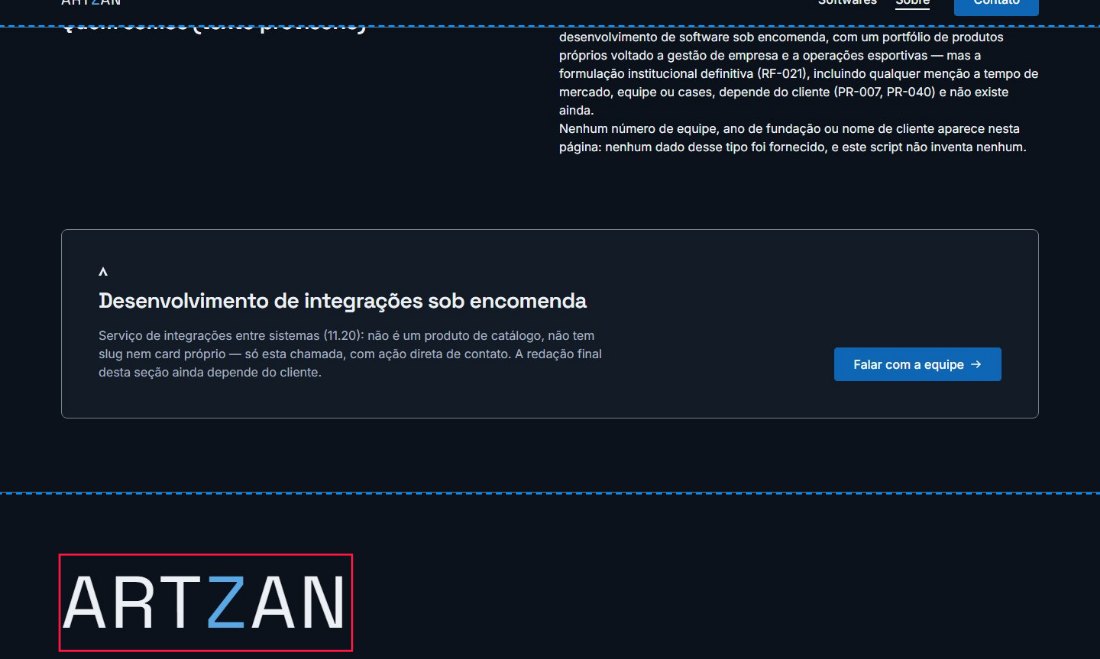 ARTZAN
Softwares Sobre Contato
Quem somos (texto provisório)
desenvolvimento de software sob encomenda, com um portfólio de produtos
próprios voltado a gestão de empresa e a operações esportivas — mas a
formulação institucional definitiva (RF-021), incluindo qualquer menção a tempo de
mercado, equipe ou cases, depende do cliente (PR-007, PR-040) e não existe
ainda.
Nenhum número de equipe, ano de fundação ou nome de cliente aparece nesta
página: nenhum dado desse tipo foi fornecido, e este script não inventa nenhum.
Desenvolvimento de integrações sob encomenda
Serviço de integrações entre sistemas (11.20): não é um produto de catálogo, não tem
slug nem card próprio — só esta chamada, com ação direta de contato. A redação final
desta seção ainda depende do cliente.
Falar com a equipe →
ARTZAN